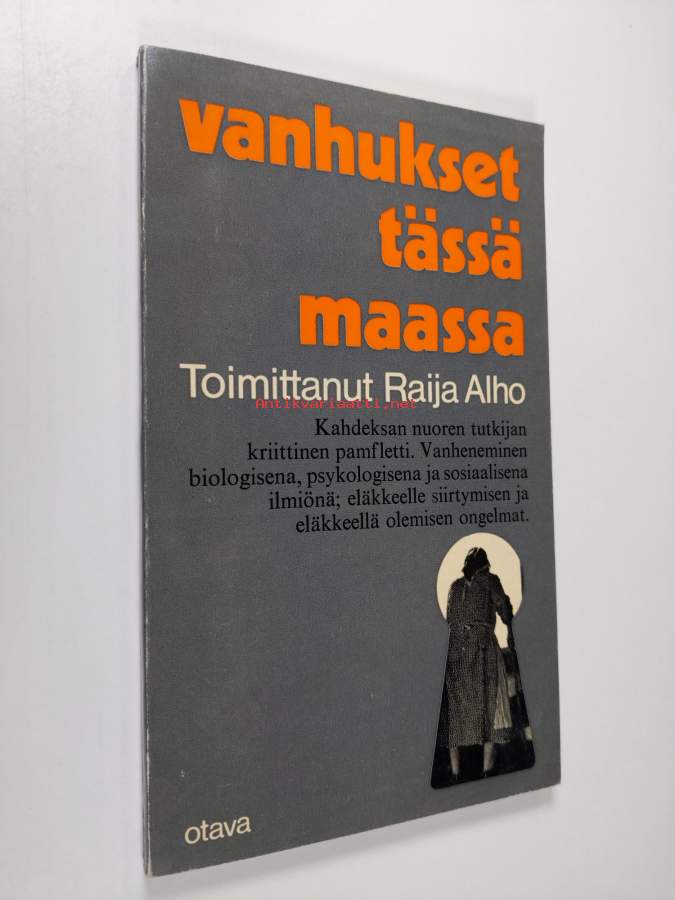 vanhukset
tässä
maassa
Toimittanut Raija Alho
Antikvariaatti.net
Kahdeksan nuoren tutkijan
kriittinen pamfletti. Vanheneminen
biologisena, psykologisena ja sosiaalisena
ilmiönä; eläkkeelle siirtymisen ja
eläkkeellä olemisen ongelmat.
otava